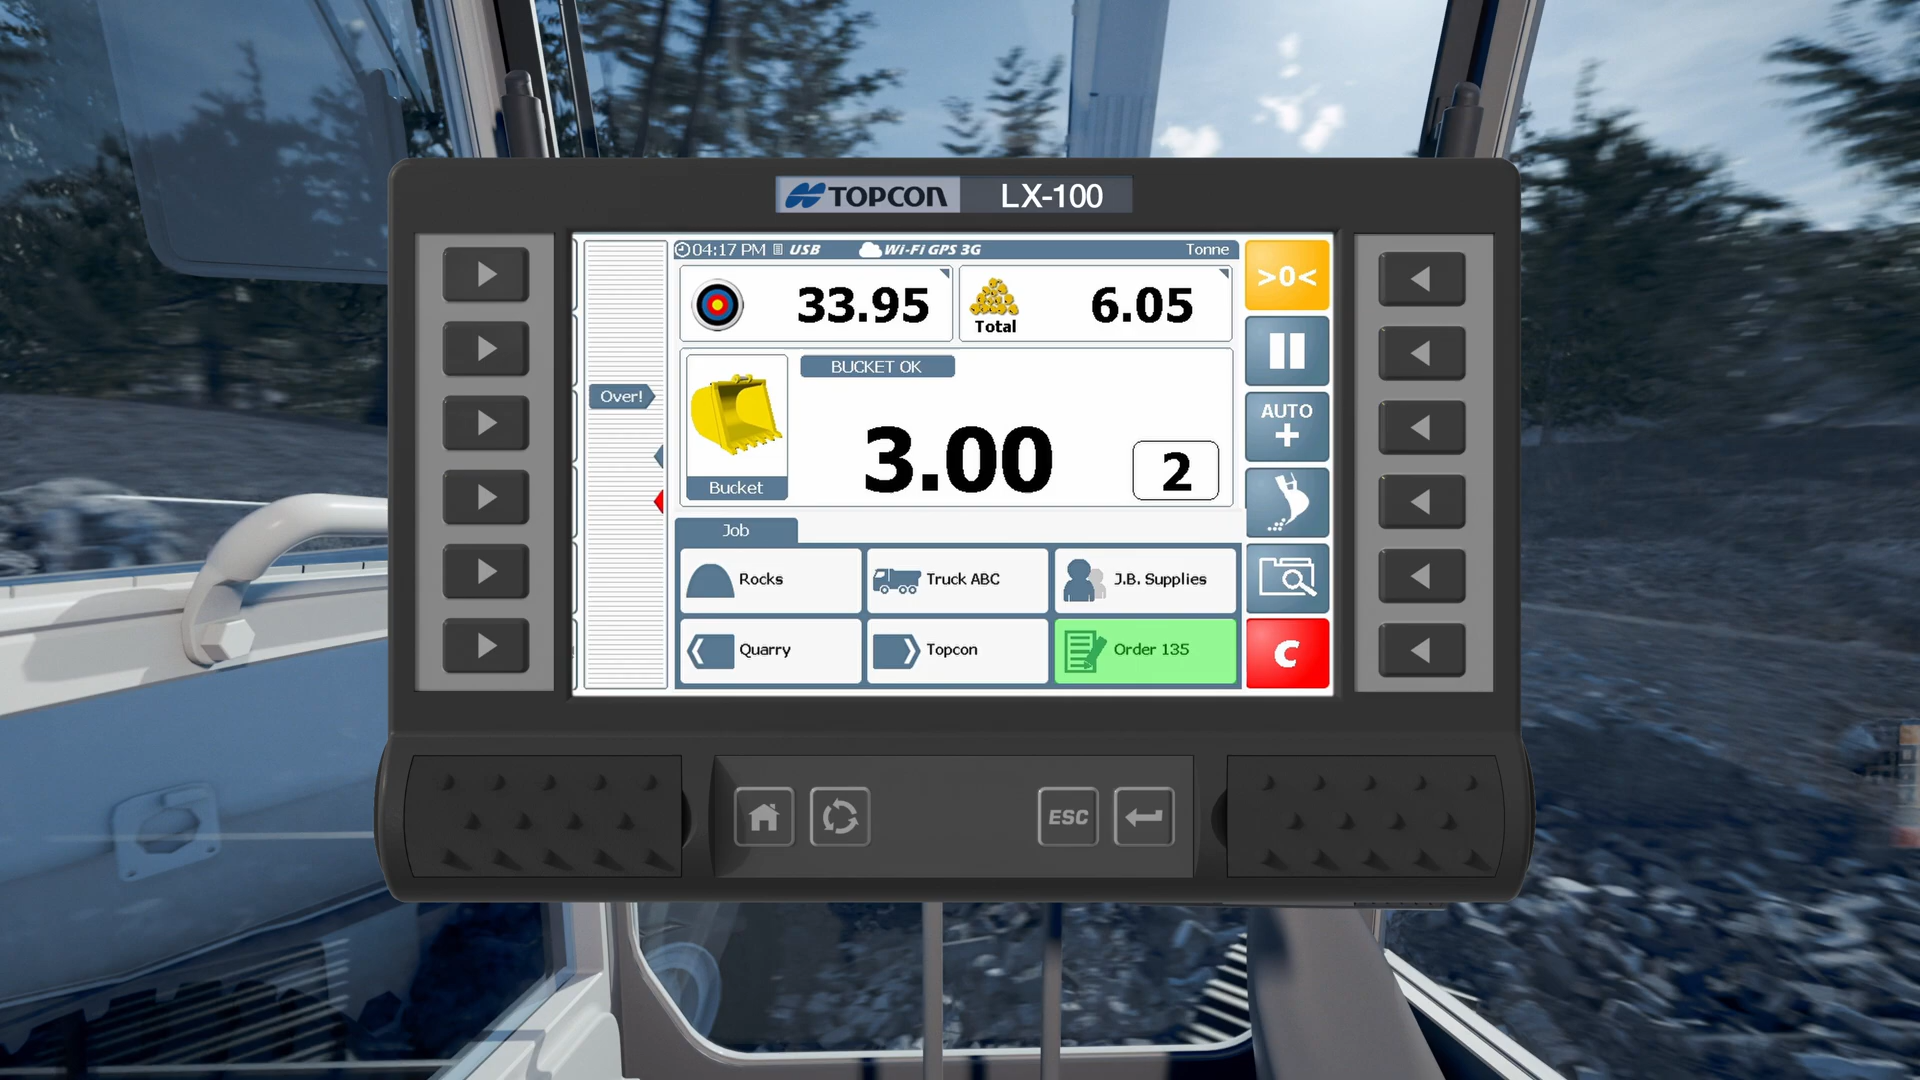 TOPCON LX-100
04:17 PM USB Wi-Fi GPS 3G Tonne
33.95
Total
6.05
>0<
BUCKET OK
Over!
3.00
2
Bucket
AUTO
+
Job
Rocks
Truck ABC
J.B. Supplies
Quarry
Topcon
Order 135
C
ESC